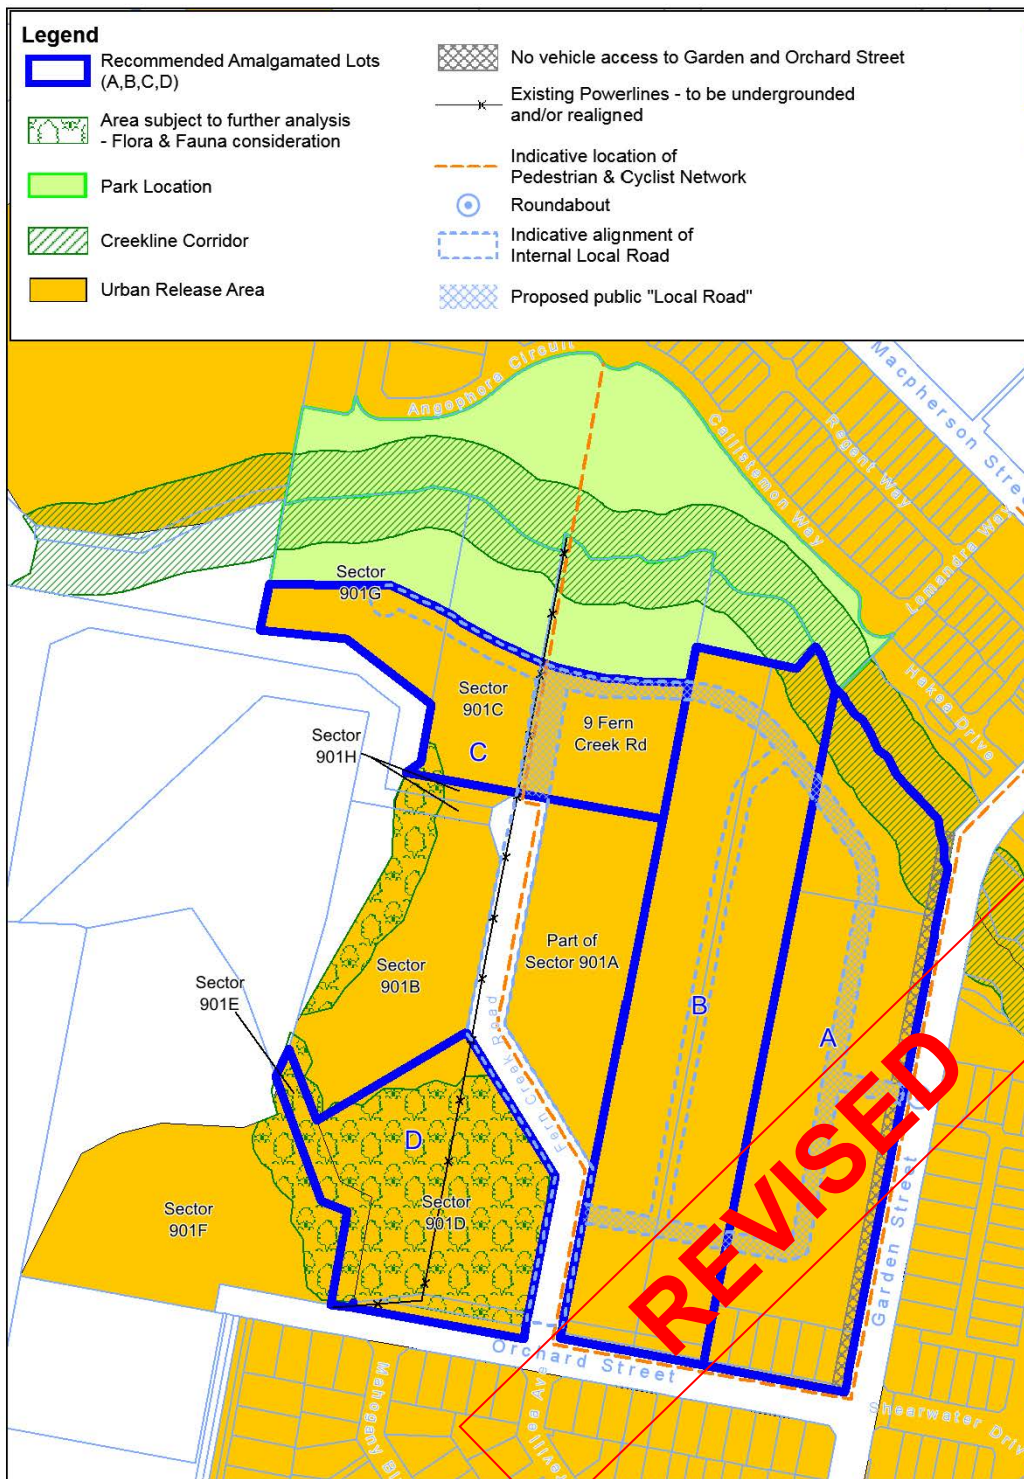 Legend
Recommended Amalgamated Lots
(A,B,C,D)
Area subject to further analysis
- Flora & Fauna consideration
Park Location
Creekline Corridor
Urban Release Area
No vehicle access to Garden and Orchard Street
Existing Powerlines - to be undergrounded
and/or realigned
Indicative location of
Pedestrian & Cyclist Network
Roundabout
Indicative alignment of
Internal Local Road
Proposed public "Local Road"
Angophora Circuit
Macpherson Street
Callistemon Way
Regent Way
Lomandra Way
Hakea Drive
Sector
901G
Sector
901C
C
9 Fern
Creek Rd
Sector
901H
Part of
Sector 901A
Sector
901B
Sector
901E
B
A
Fern Creek Road
D
Sector
901D
Sector
901F
REVISED
Garden Street
Orchard Street
Shearwater Driv
Mahogany Bl